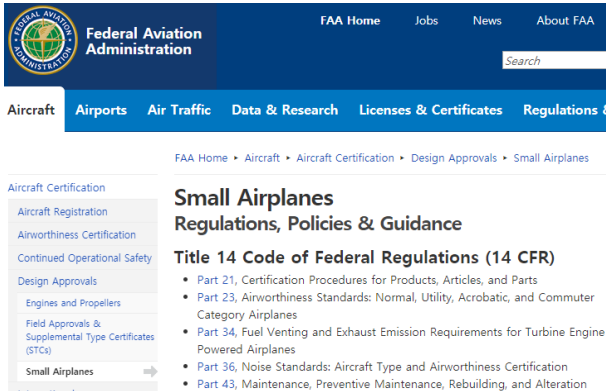 FEDERAL AVIATION ADMINISTRATION
Federal Aviation
Administration
FAA Home Jobs News About FAA
Search
Aircraft Airports Air Traffic Data & Research Licenses & Certificates Regulations &
FAA Home ▸ Aircraft ▸ Aircraft Certification ▸ Design Approvals ▸ Small Airplanes
Aircraft Certification
Aircraft Registration
Airworthiness Certification
Continued Operational Safety
Design Approvals
Engines and Propellers
Field Approvals &
Supplemental Type Certificates
(STCs)
Small Airplanes
Small Airplanes
Regulations, Policies & Guidance
Title 14 Code of Federal Regulations (14 CFR)
• Part 21, Certification Procedures for Products, Articles, and Parts
• Part 23, Airworthiness Standards: Normal, Utility, Acrobatic, and Commuter
Category Airplanes
• Part 34, Fuel Venting and Exhaust Emission Requirements for Turbine Engine
Powered Airplanes
• Part 36, Noise Standards: Aircraft Type and Airworthiness Certification
• Part 43, Maintenance, Preventive Maintenance, Rebuilding, and Alteration